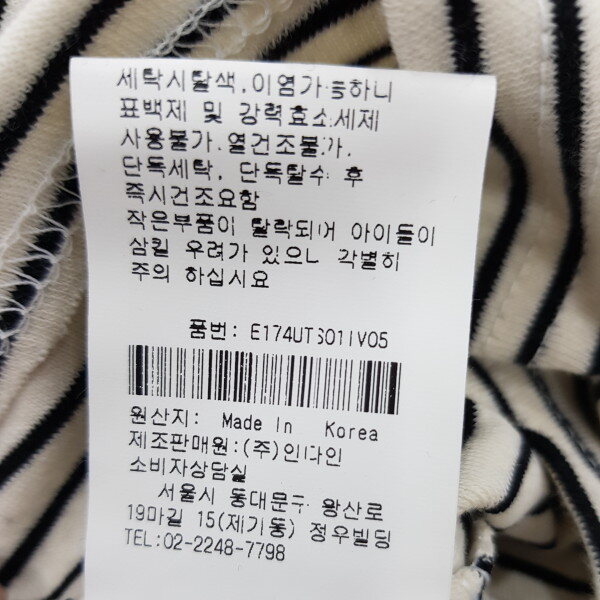 세탁시탈색,이염가능하니
표백제 및 강력효소세제
사용불가.열건조불가.
단독세탁, 단독탈수 후
즉시건조요함
작은부품이 탈락되어 아이들이
삼킬 우려가 있으니 각별히
주의 하십시요
품번: E174UTS01IV05
원산지: Made In Korea
제조판매원:(주)인다인
소비자상담실
서울시 동대문구 왕산로
19마길 15(제기동) 정우빌딩
TEL:02-2248-7798